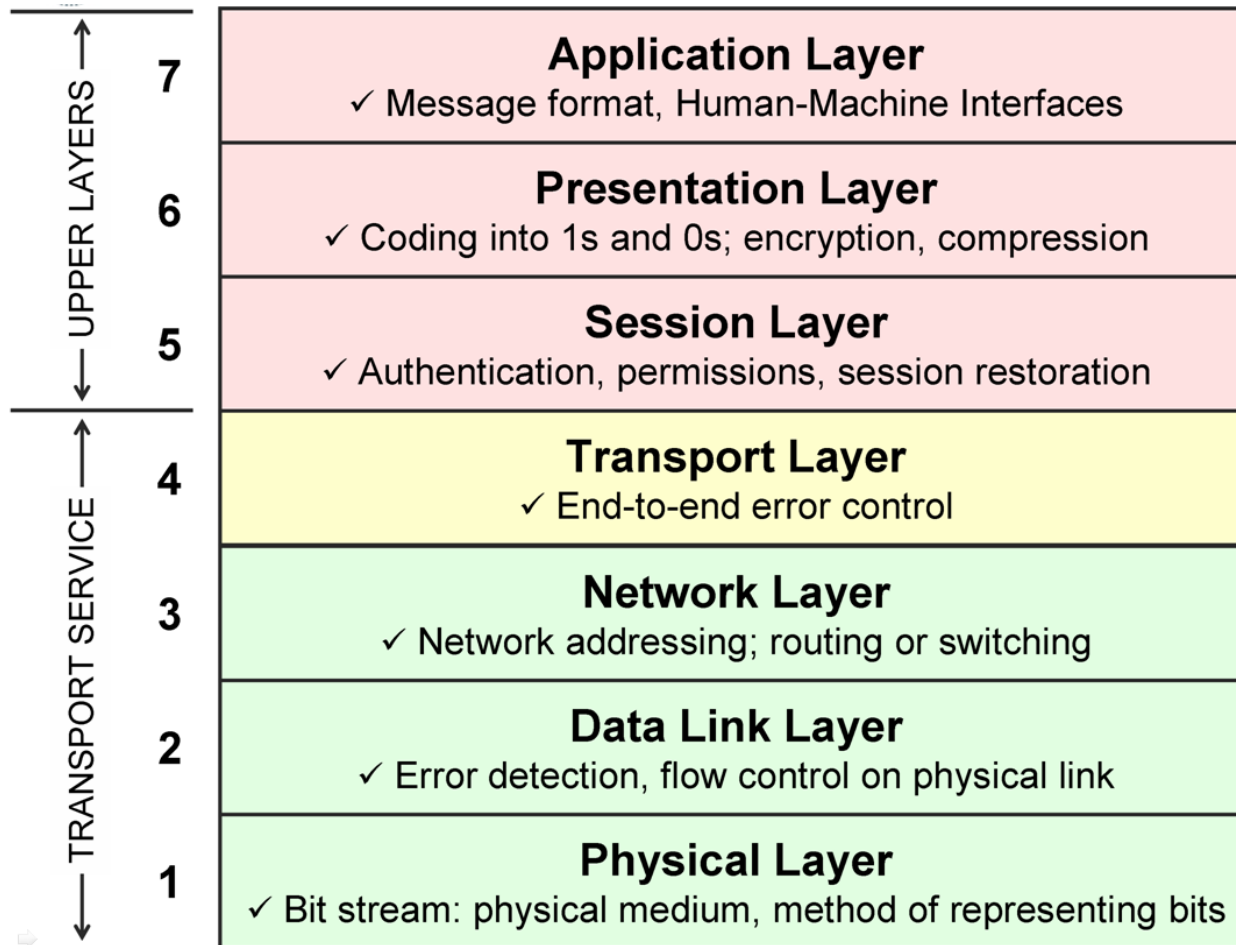 UPPER LAYERS
7
Application Layer
✓ Message format, Human-Machine Interfaces
6
Presentation Layer
✓ Coding into 1s and 0s; encryption, compression
5
Session Layer
✓ Authentication, permissions, session restoration
TRANSPORT SERVICE
4
Transport Layer
✓ End-to-end error control
3
Network Layer
✓ Network addressing; routing or switching
2
Data Link Layer
✓ Error detection, flow control on physical link
1
Physical Layer
✓ Bit stream: physical medium, method of representing bits